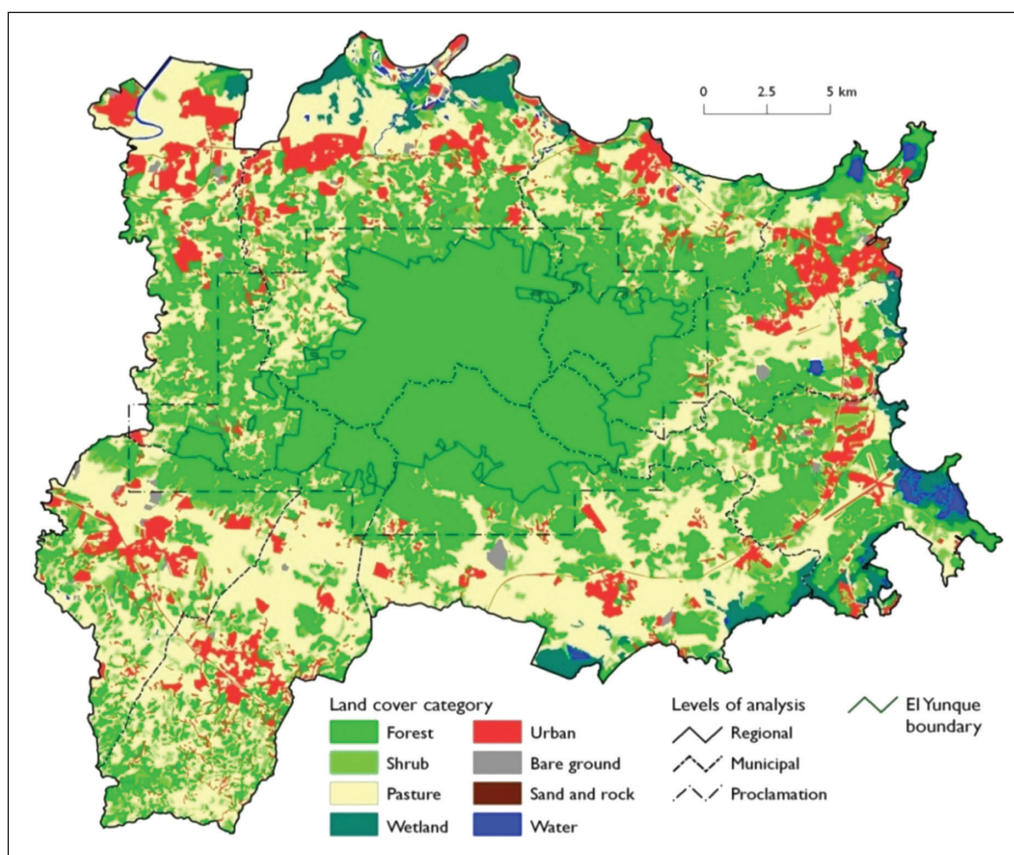 0 2.5 5 km
Land cover category
Forest
Shrub
Pasture
Wetland
Urban
Bare ground
Sand and rock
Water
Levels of analysis
Regional
Municipal
Proclamation
El Yunque
boundary